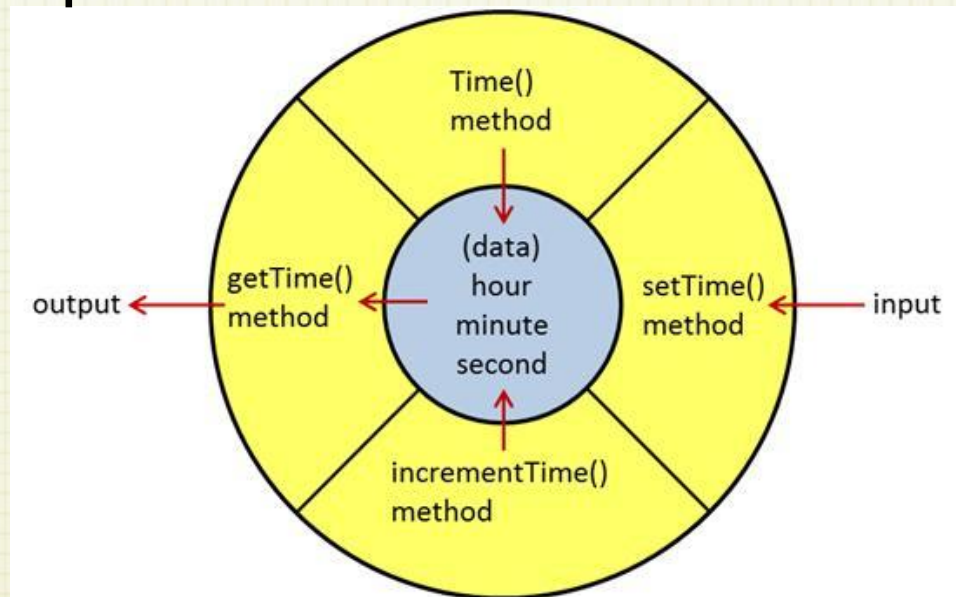 Time()
method
(data)
hour
minute
second
getTime()
method
output
setTime()
method
input
incrementTime()
method